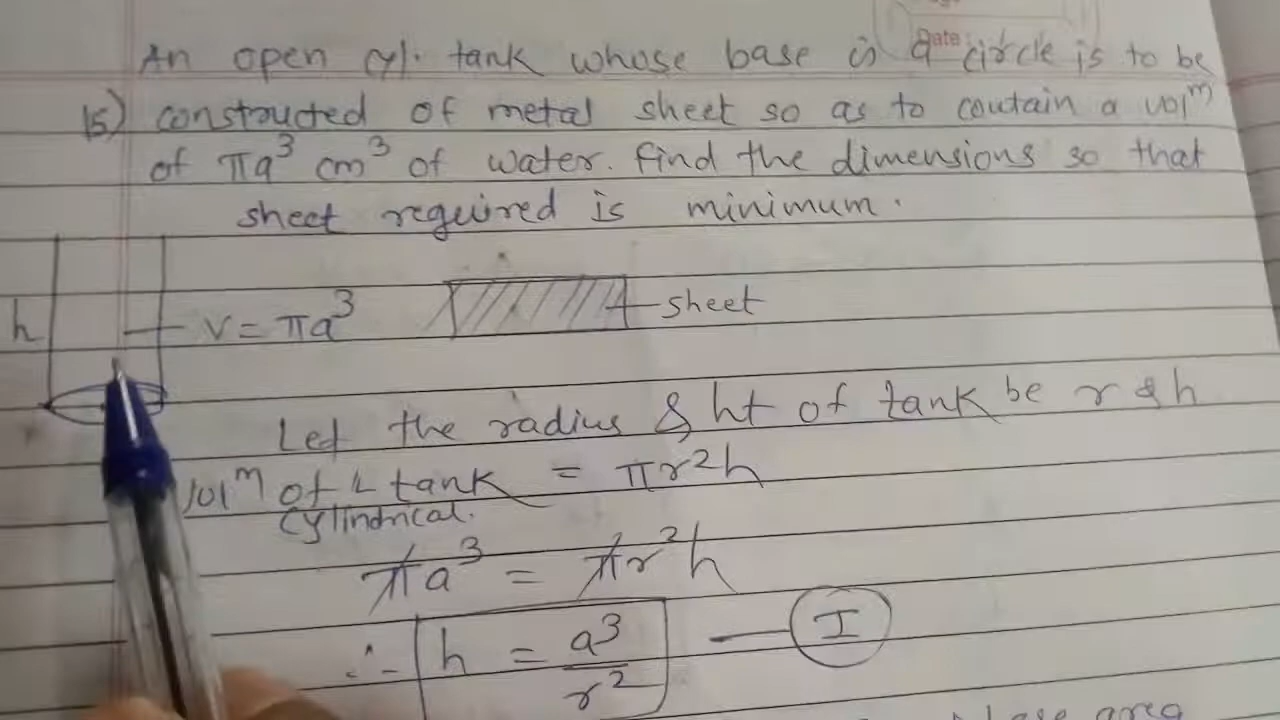 Date
An open cyl. tank whose base is a circle is to be
15) constructed of metal sheet so as to contain a volᵐ
of πa³ cm³ of water. Find the dimensions so that
sheet required is minimum.
h
V = πa³
sheet
Let the radius & ht of tank be r & h
volᵐ of tank = πr²h
cylindrical.
πa³ = πr²h
∴ h = a³/r² — I
base area